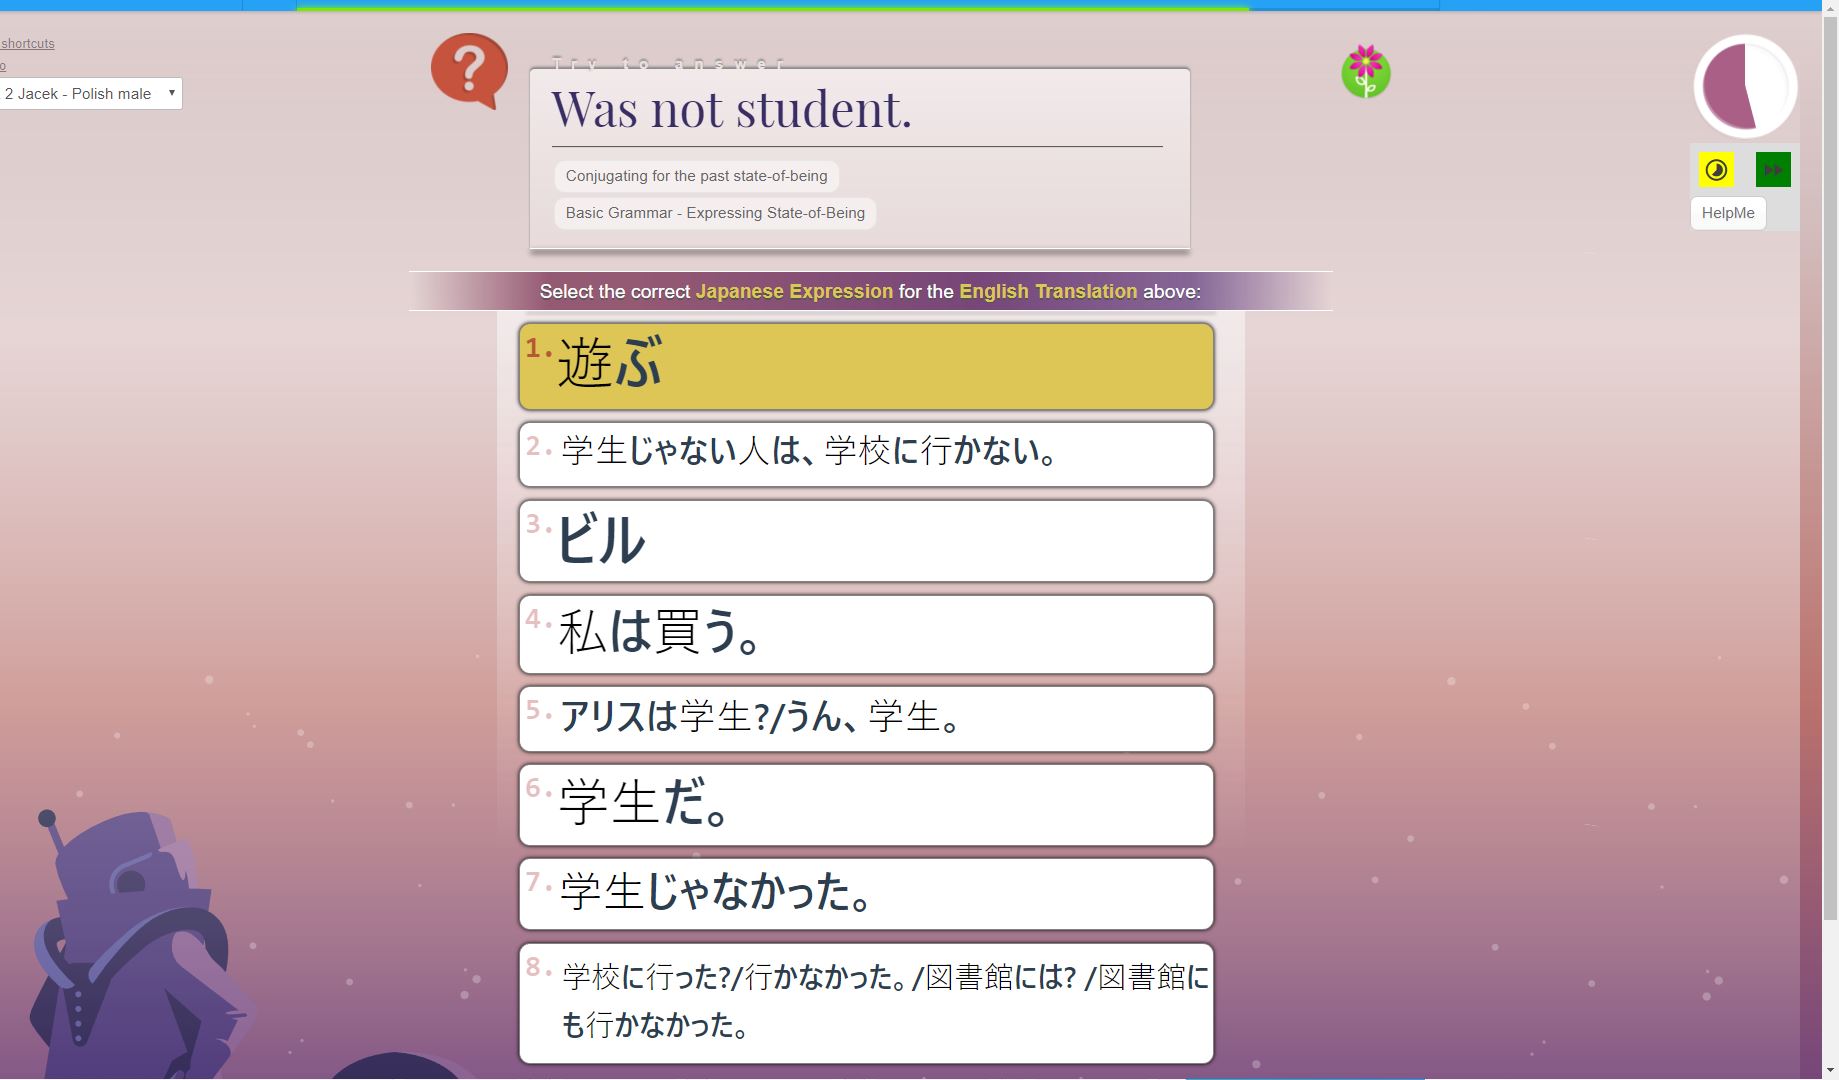 shortcuts
o
2 Jacek - Polish male
Try to answer
Was not student.
Conjugating for the past state-of-being
Basic Grammar - Expressing State-of-Being
HelpMe
Select the correct Japanese Expression for the English Translation above:
1. 遊ぶ
2. 学生じゃない人は、学校に行かない。
3. ビル
4. 私は買う。
5. アリスは学生?/うん、学生。
6. 学生だ。
7. 学生じゃなかった。
8. 学校に行った?/行かなかった。/図書館には? /図書館に
も行かなかった。